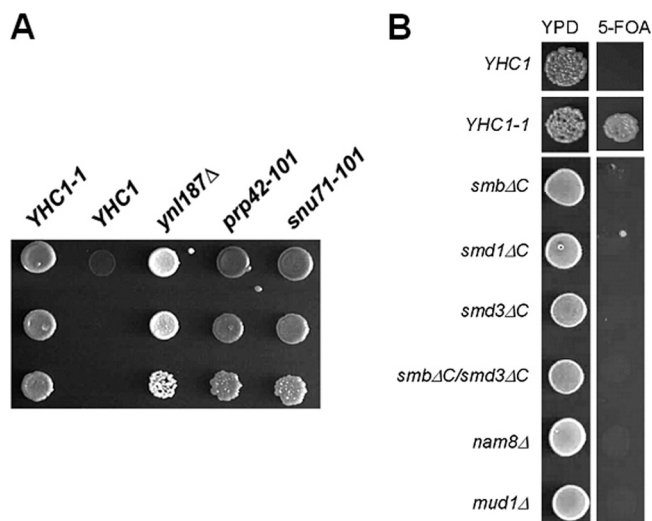 A
YHC1-1 YHC1 ynl187Δ prp42-101 snu71-101
B
YPD 5-FOA
YHC1
YHC1-1
smbΔC
smd1ΔC
smd3ΔC
smbΔC/smd3ΔC
nam8Δ
mud1Δ